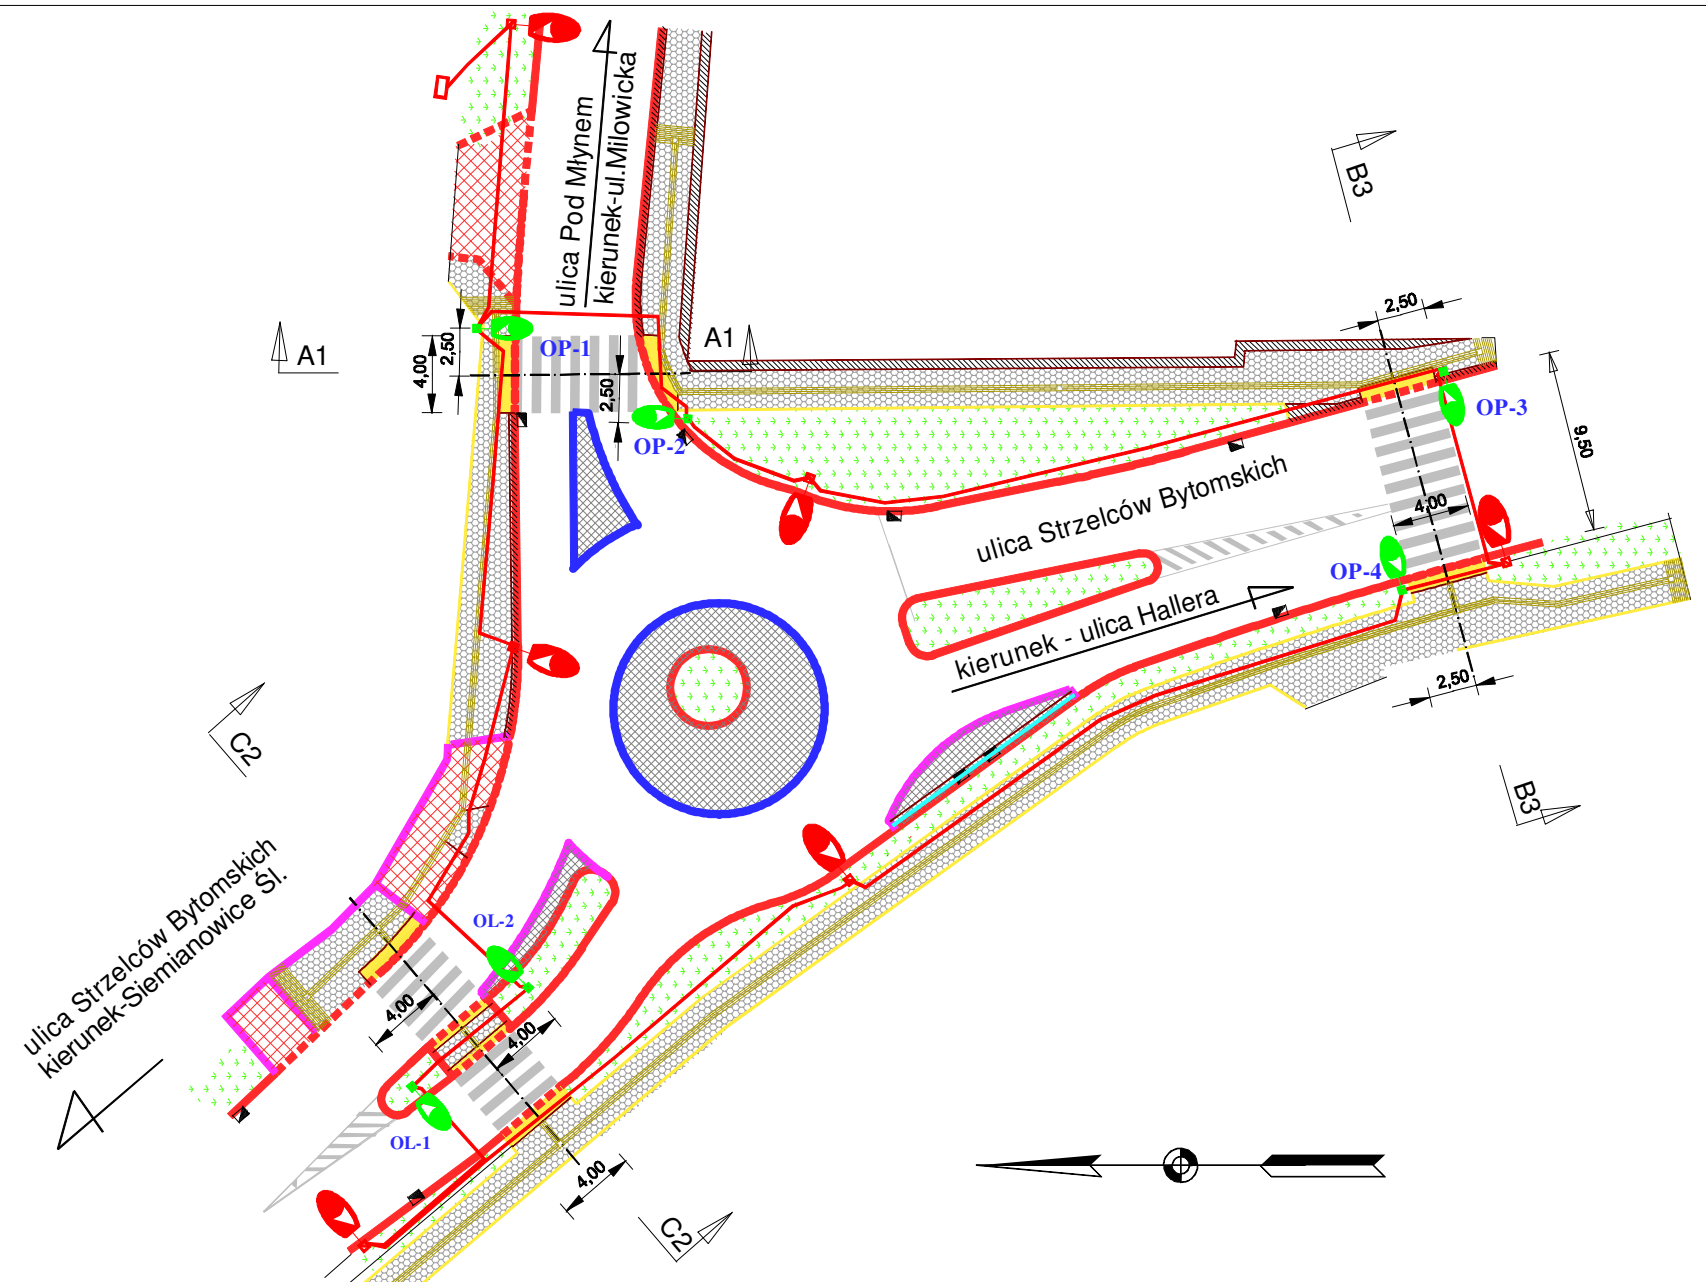 ulica Pod Młynem
kierunek-ul.Milowicka
B3
2,50
A1
A1
OP-1
2,50
4,00
2,50
OP-2
OP-3
9,50
ulica Strzelców Bytomskich
4,00
OP-4
kierunek - ulica Hallera
2,50
C2
B3
ulica Strzelców Bytomskich
kierunek-Siemianowice Śl.
OL-2
4,00
4,00
OL-1
4,00
C2